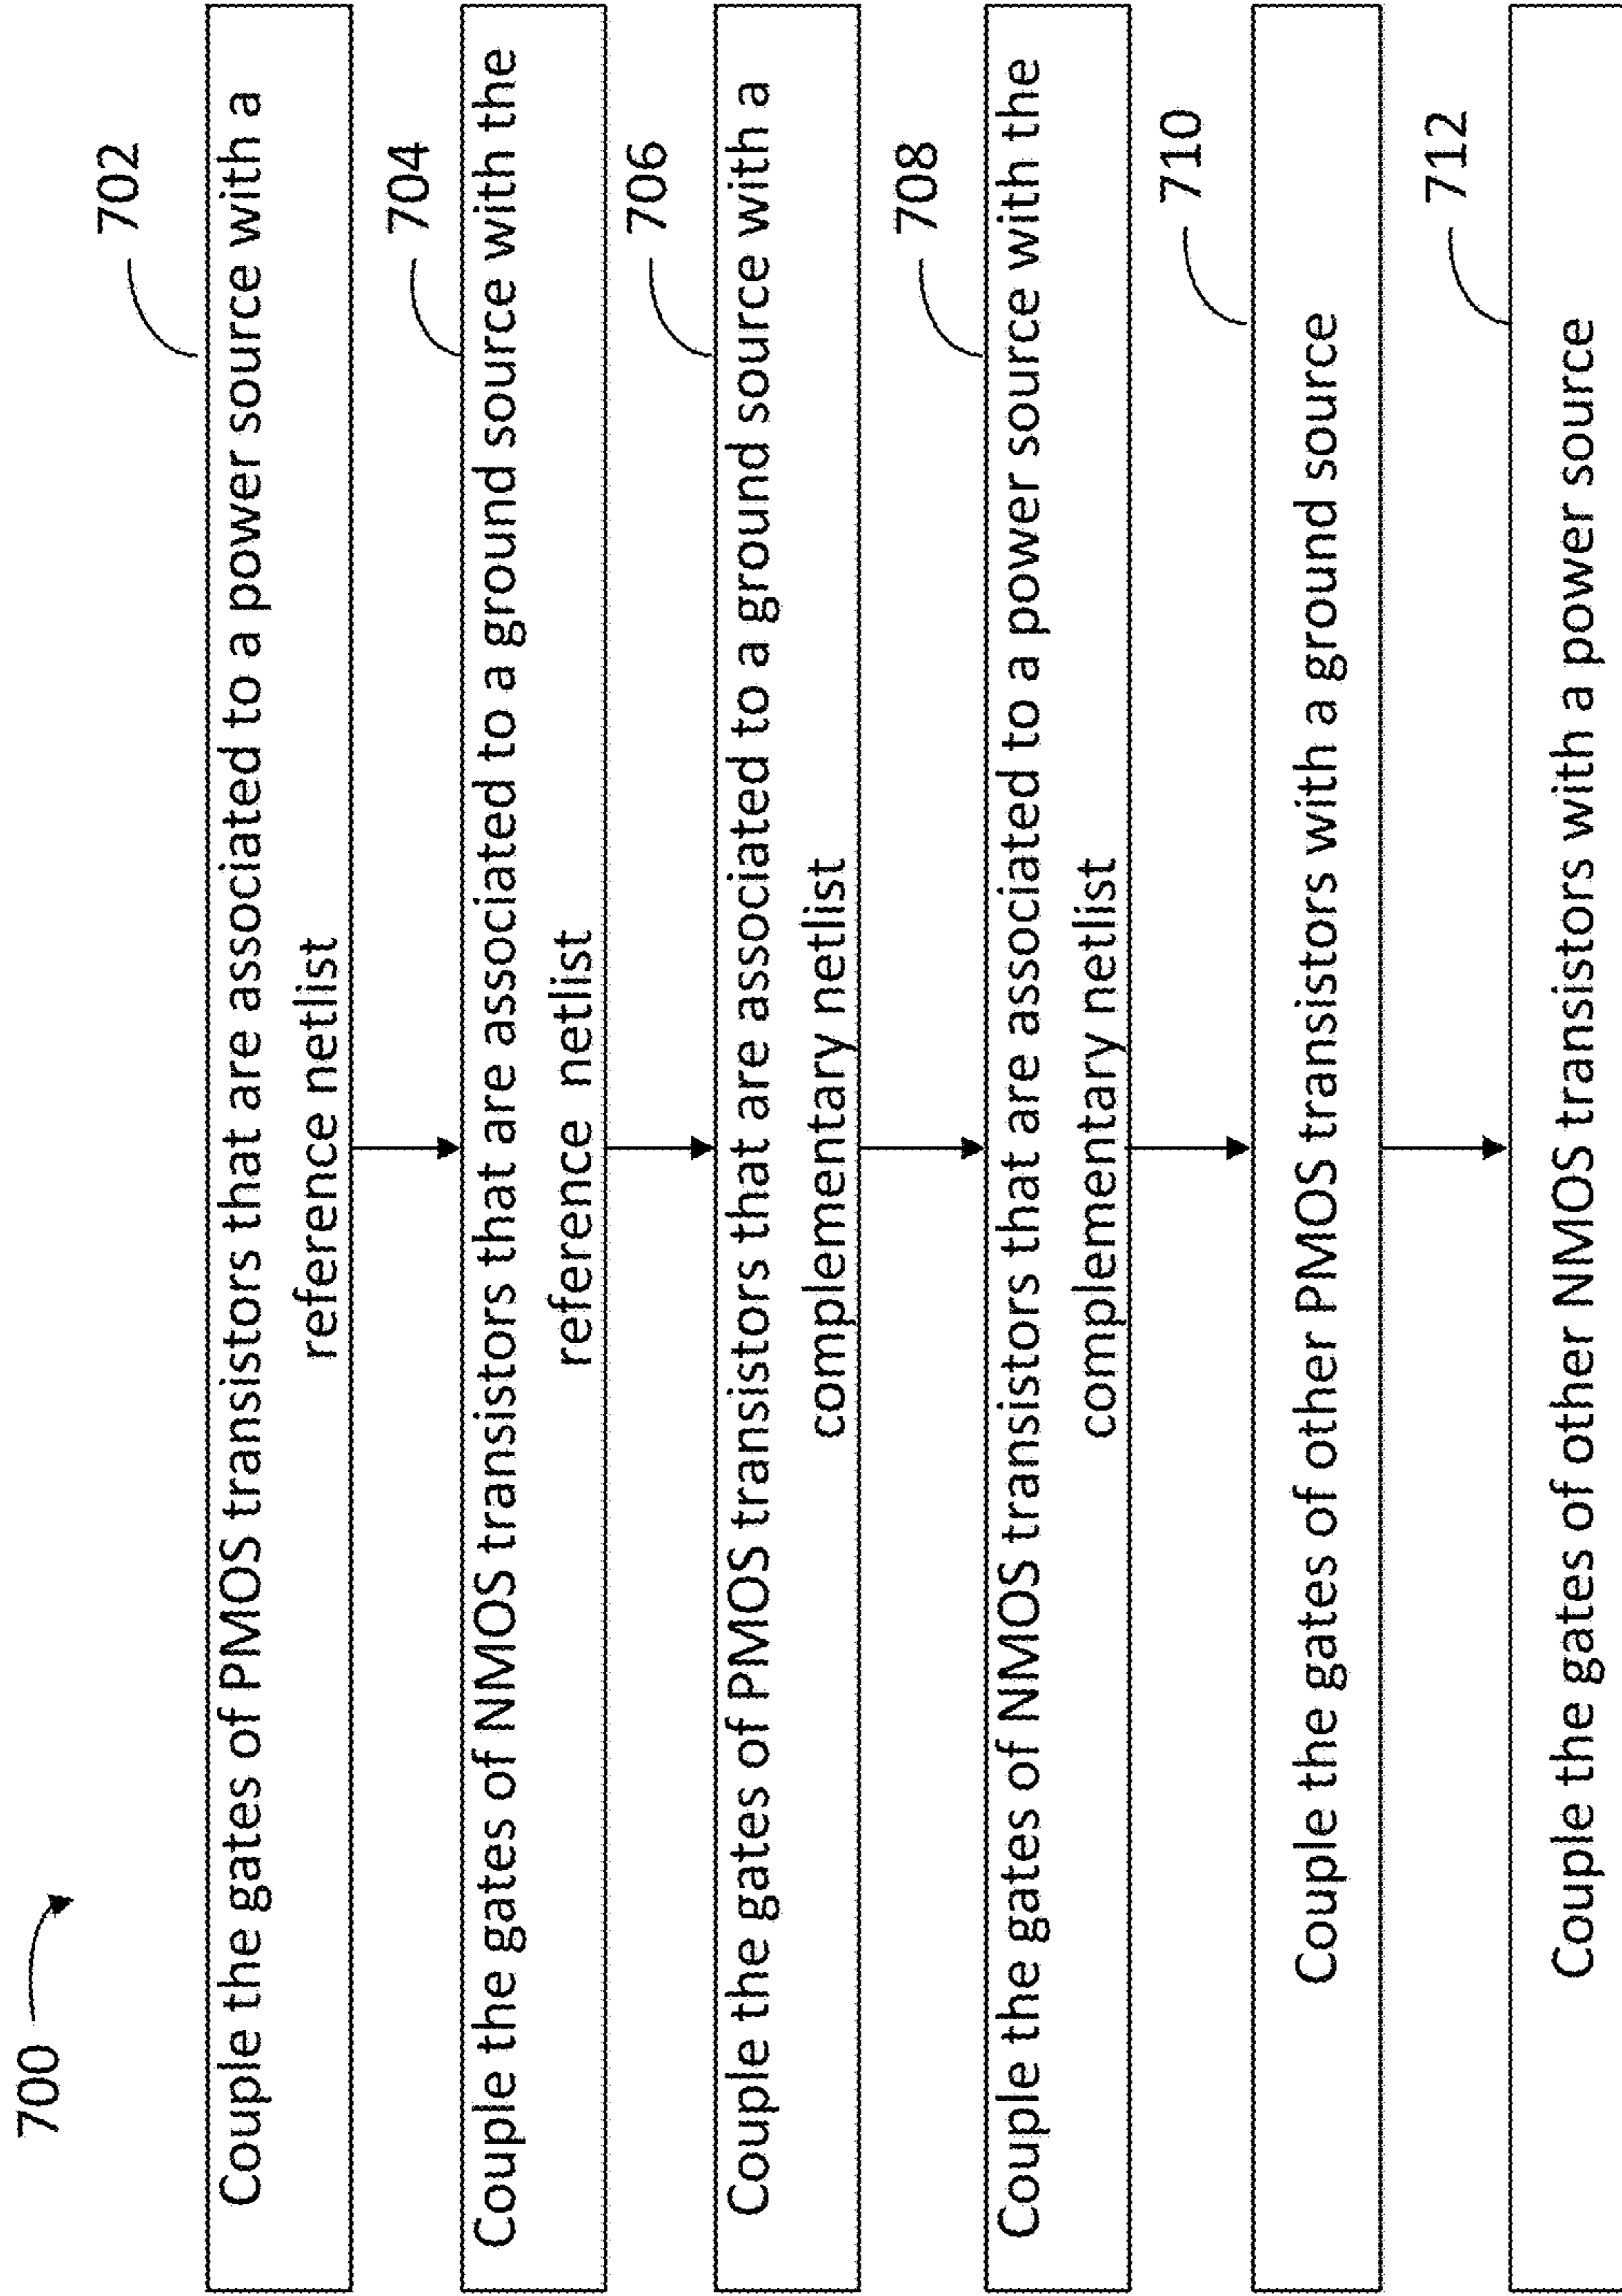 700
702
Couple the gates of PMOS transistors that are associated to a power source with a
reference netlist
704
Couple the gates of NMOS transistors that are associated to a ground source with the
reference netlist
706
Couple the gates of PMOS transistors that are associated to a ground source with a
complementary netlist
708
Couple the gates of NMOS transistors that are associated to a power source with the
complementary netlist
710
Couple the gates of other PMOS transistors with a ground source
712
Couple the gates of other NMOS transistors with a power source